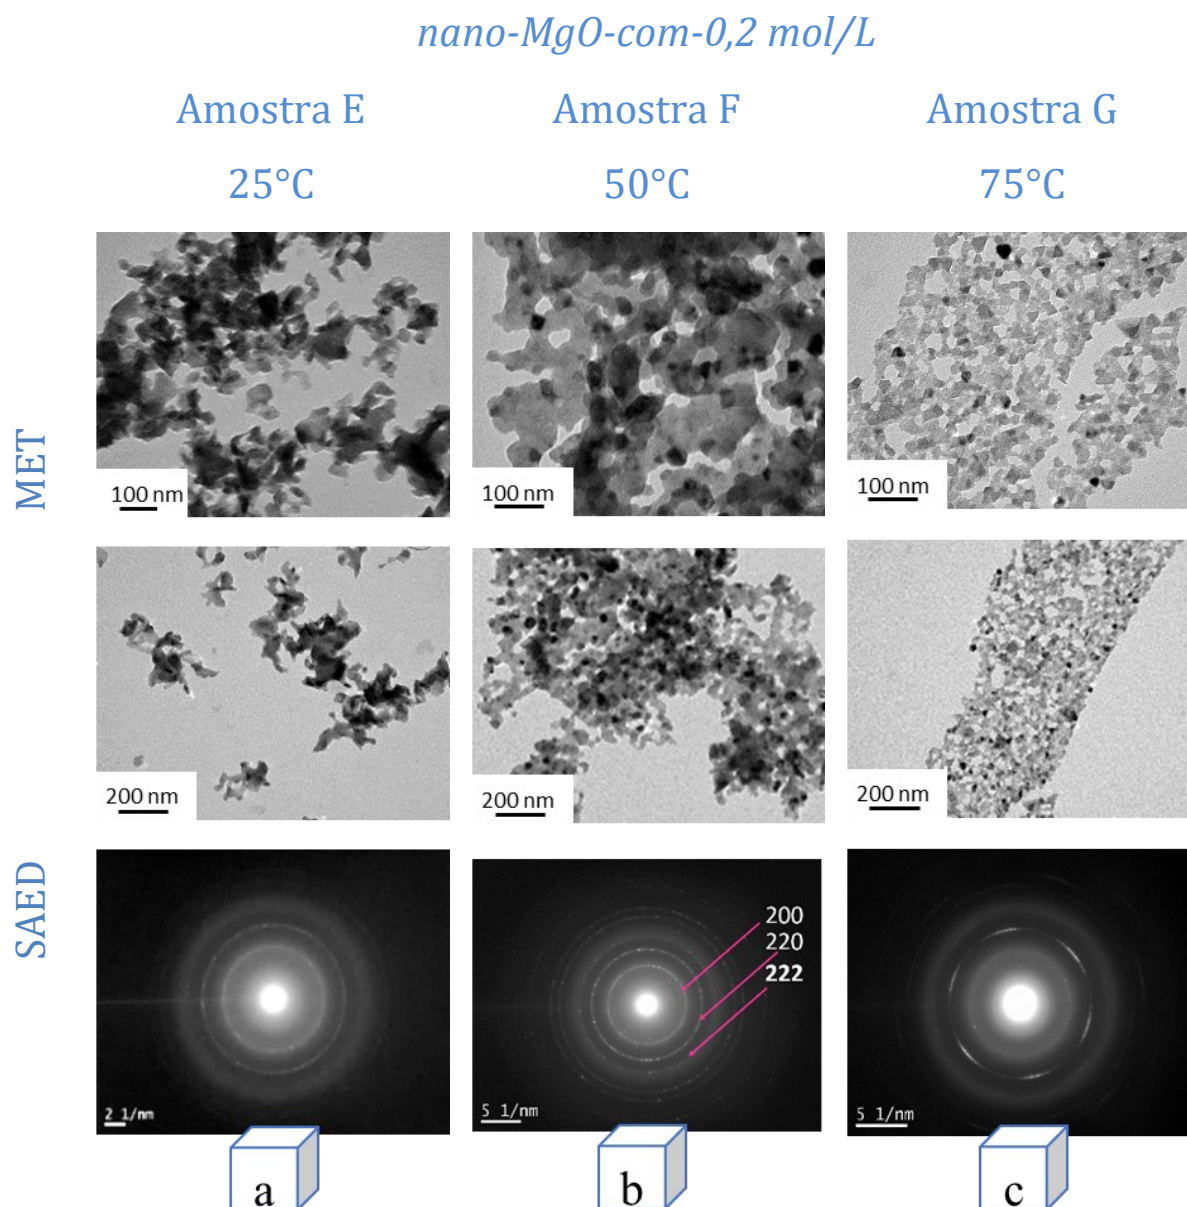 nano-MgO-com-0,2 mol/L
Amostra E
Amostra F
Amostra G
25°C
50°C
75°C
MET
100 nm
100 nm
100 nm
200 nm
200 nm
200 nm
SAED
200
220
222
2 1/nm
5 1/nm
5 1/nm
a
b
c